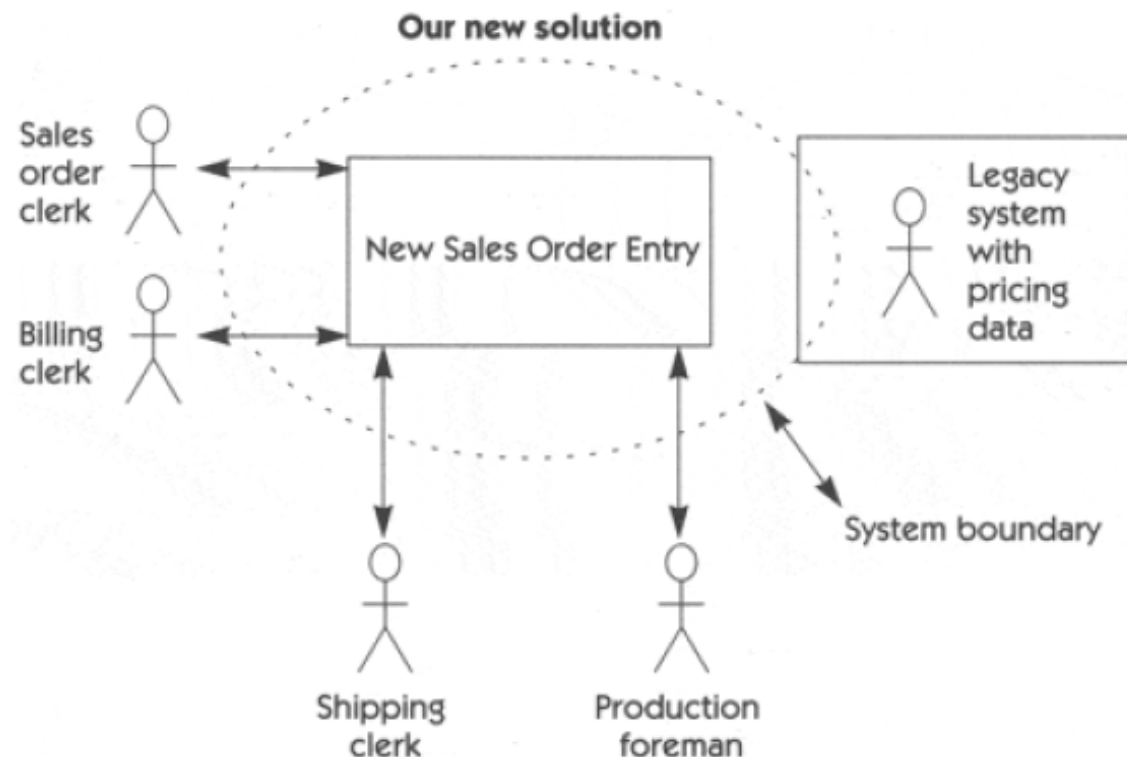 Our new solution
Sales
order
clerk
New Sales Order Entry
Legacy
system
with
pricing
data
Billing
clerk
System boundary
Shipping
clerk
Production
foreman